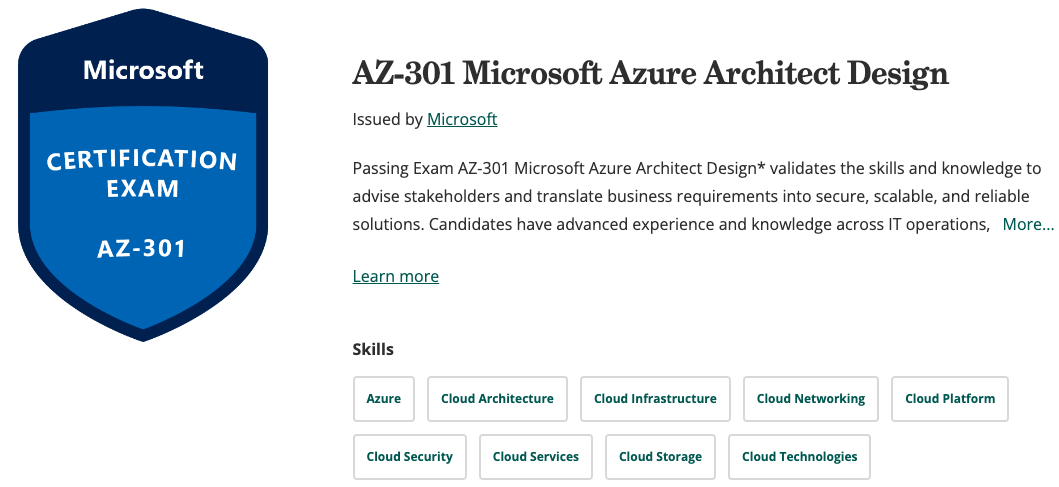 Microsoft
CERTIFICATION
EXAM
AZ-301
AZ-301 Microsoft Azure Architect Design
Issued by Microsoft
Passing Exam AZ-301 Microsoft Azure Architect Design* validates the skills and knowledge to
advise stakeholders and translate business requirements into secure, scalable, and reliable
solutions. Candidates have advanced experience and knowledge across IT operations, More...
Learn more
Skills
Azure Cloud Architecture Cloud Infrastructure Cloud Networking Cloud Platform
Cloud Security Cloud Services Cloud Storage Cloud Technologies